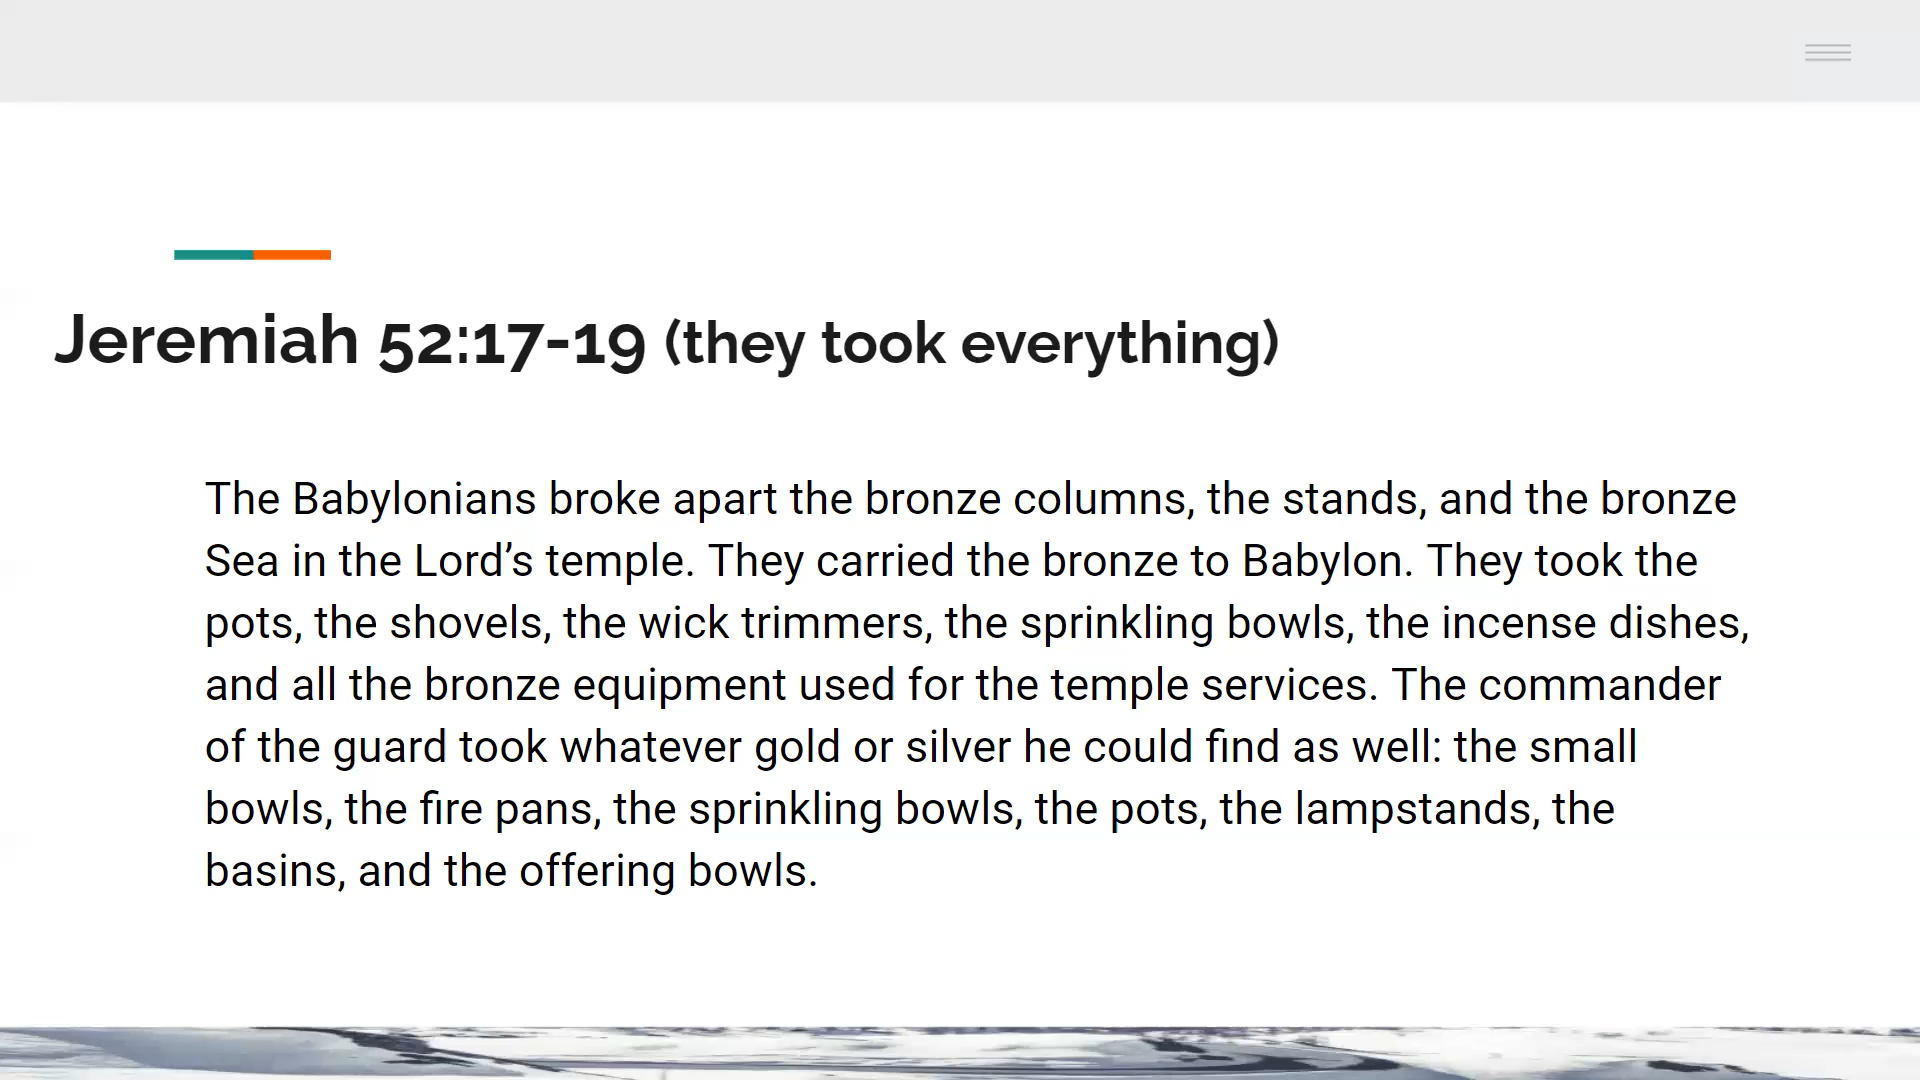 Jeremiah 52:17-19 (they took everything)
The Babylonians broke apart the bronze columns, the stands, and the bronze
Sea in the Lord’s temple. They carried the bronze to Babylon. They took the
pots, the shovels, the wick trimmers, the sprinkling bowls, the incense dishes,
and all the bronze equipment used for the temple services. The commander
of the guard took whatever gold or silver he could find as well: the small
bowls, the fire pans, the sprinkling bowls, the pots, the lampstands, the
basins, and the offering bowls.